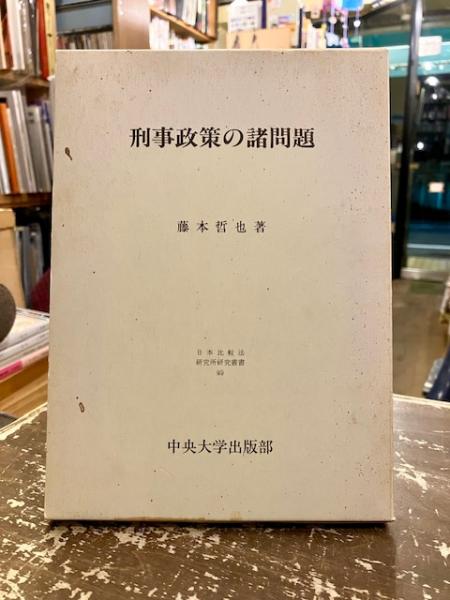 刑事政策の諸問題
藤本哲也著
日本比較法
研究所研究叢書
中央大学出版部